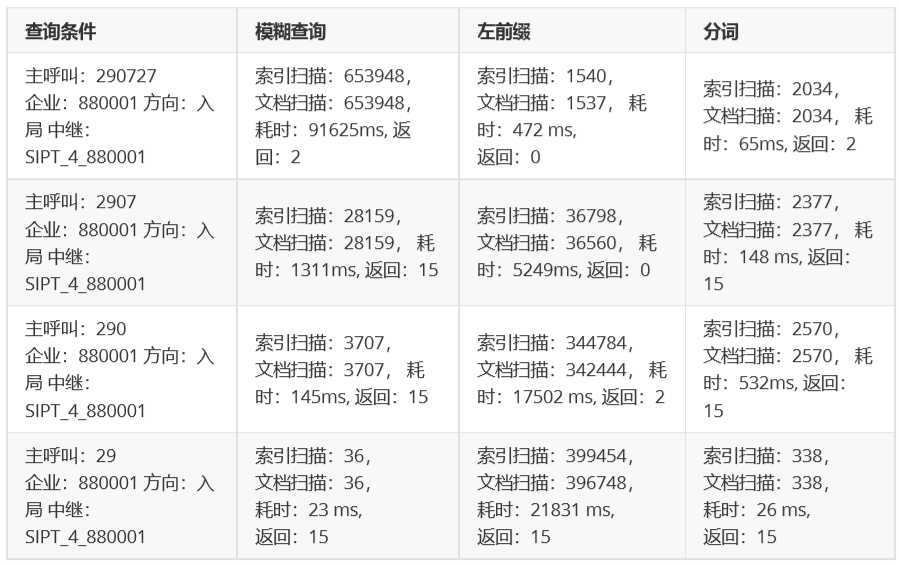 查询条件
模糊查询
左前缀
分词
主呼叫：290727
企业：880001 方向：入
局 中继：
SIPT_4_880001
索引扫描：653948，
文档扫描：653948，
耗时：91625ms, 返
回：2
索引扫描：1540，
文档扫描：1537， 耗
时：472 ms,
返回：0
索引扫描：2034，
文档扫描：2034， 耗
时：65ms, 返回：2
主呼叫：2907
企业：880001 方向：入
局 中继：
SIPT_4_880001
索引扫描：28159，
文档扫描：28159， 耗
时：1311ms, 返回：15
索引扫描：36798，
文档扫描：36560， 耗
时：5249ms, 返回：0
索引扫描：2377，
文档扫描：2377， 耗
时：148 ms, 返回：
15
主呼叫：290
企业：880001 方向：入
局 中继：
SIPT_4_880001
索引扫描：3707，
文档扫描：3707， 耗
时：145ms, 返回：15
索引扫描：344784，
文档扫描：342444， 耗
时：17502 ms, 返回：2
索引扫描：2570，
文档扫描：2570， 耗
时：532ms, 返回：
15
主呼叫：29
企业：880001 方向：入
局 中继：
SIPT_4_880001
索引扫描：36，
文档扫描：36，
耗时：23 ms,
返回：15
索引扫描：399454，
文档扫描：396748，
耗时：21831 ms,
返回：15
索引扫描：338，
文档扫描：338，
耗时：26 ms,
返回：15